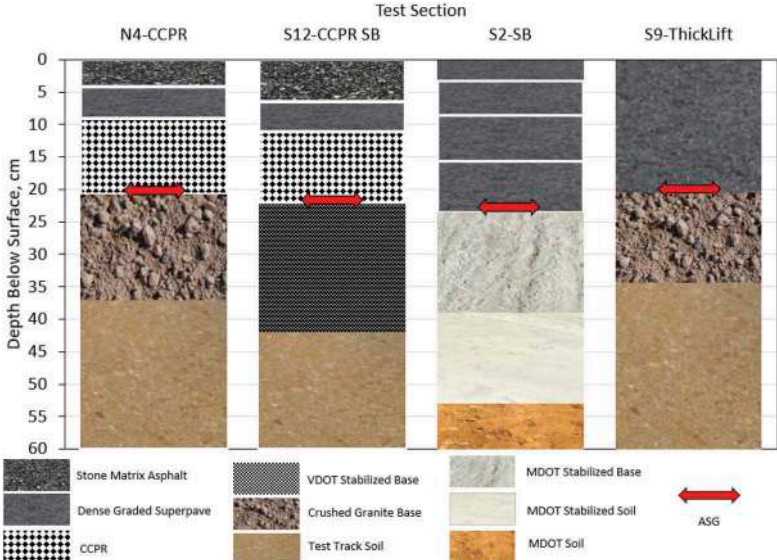 Test Section
N4-CCPR S12-CCPR SB S2-SB S9-ThickLift
Depth Below Surface, cm
0
5
10
15
20
25
30
35
40
45
50
55
60
Stone Matrix Asphalt VDOT Stabilized Base MDOT Stabilized Base
Dense Graded Superpave Crushed Granite Base MDOT Stabilized Soil ASG
CCPR Test Track Soil MDOT Soil